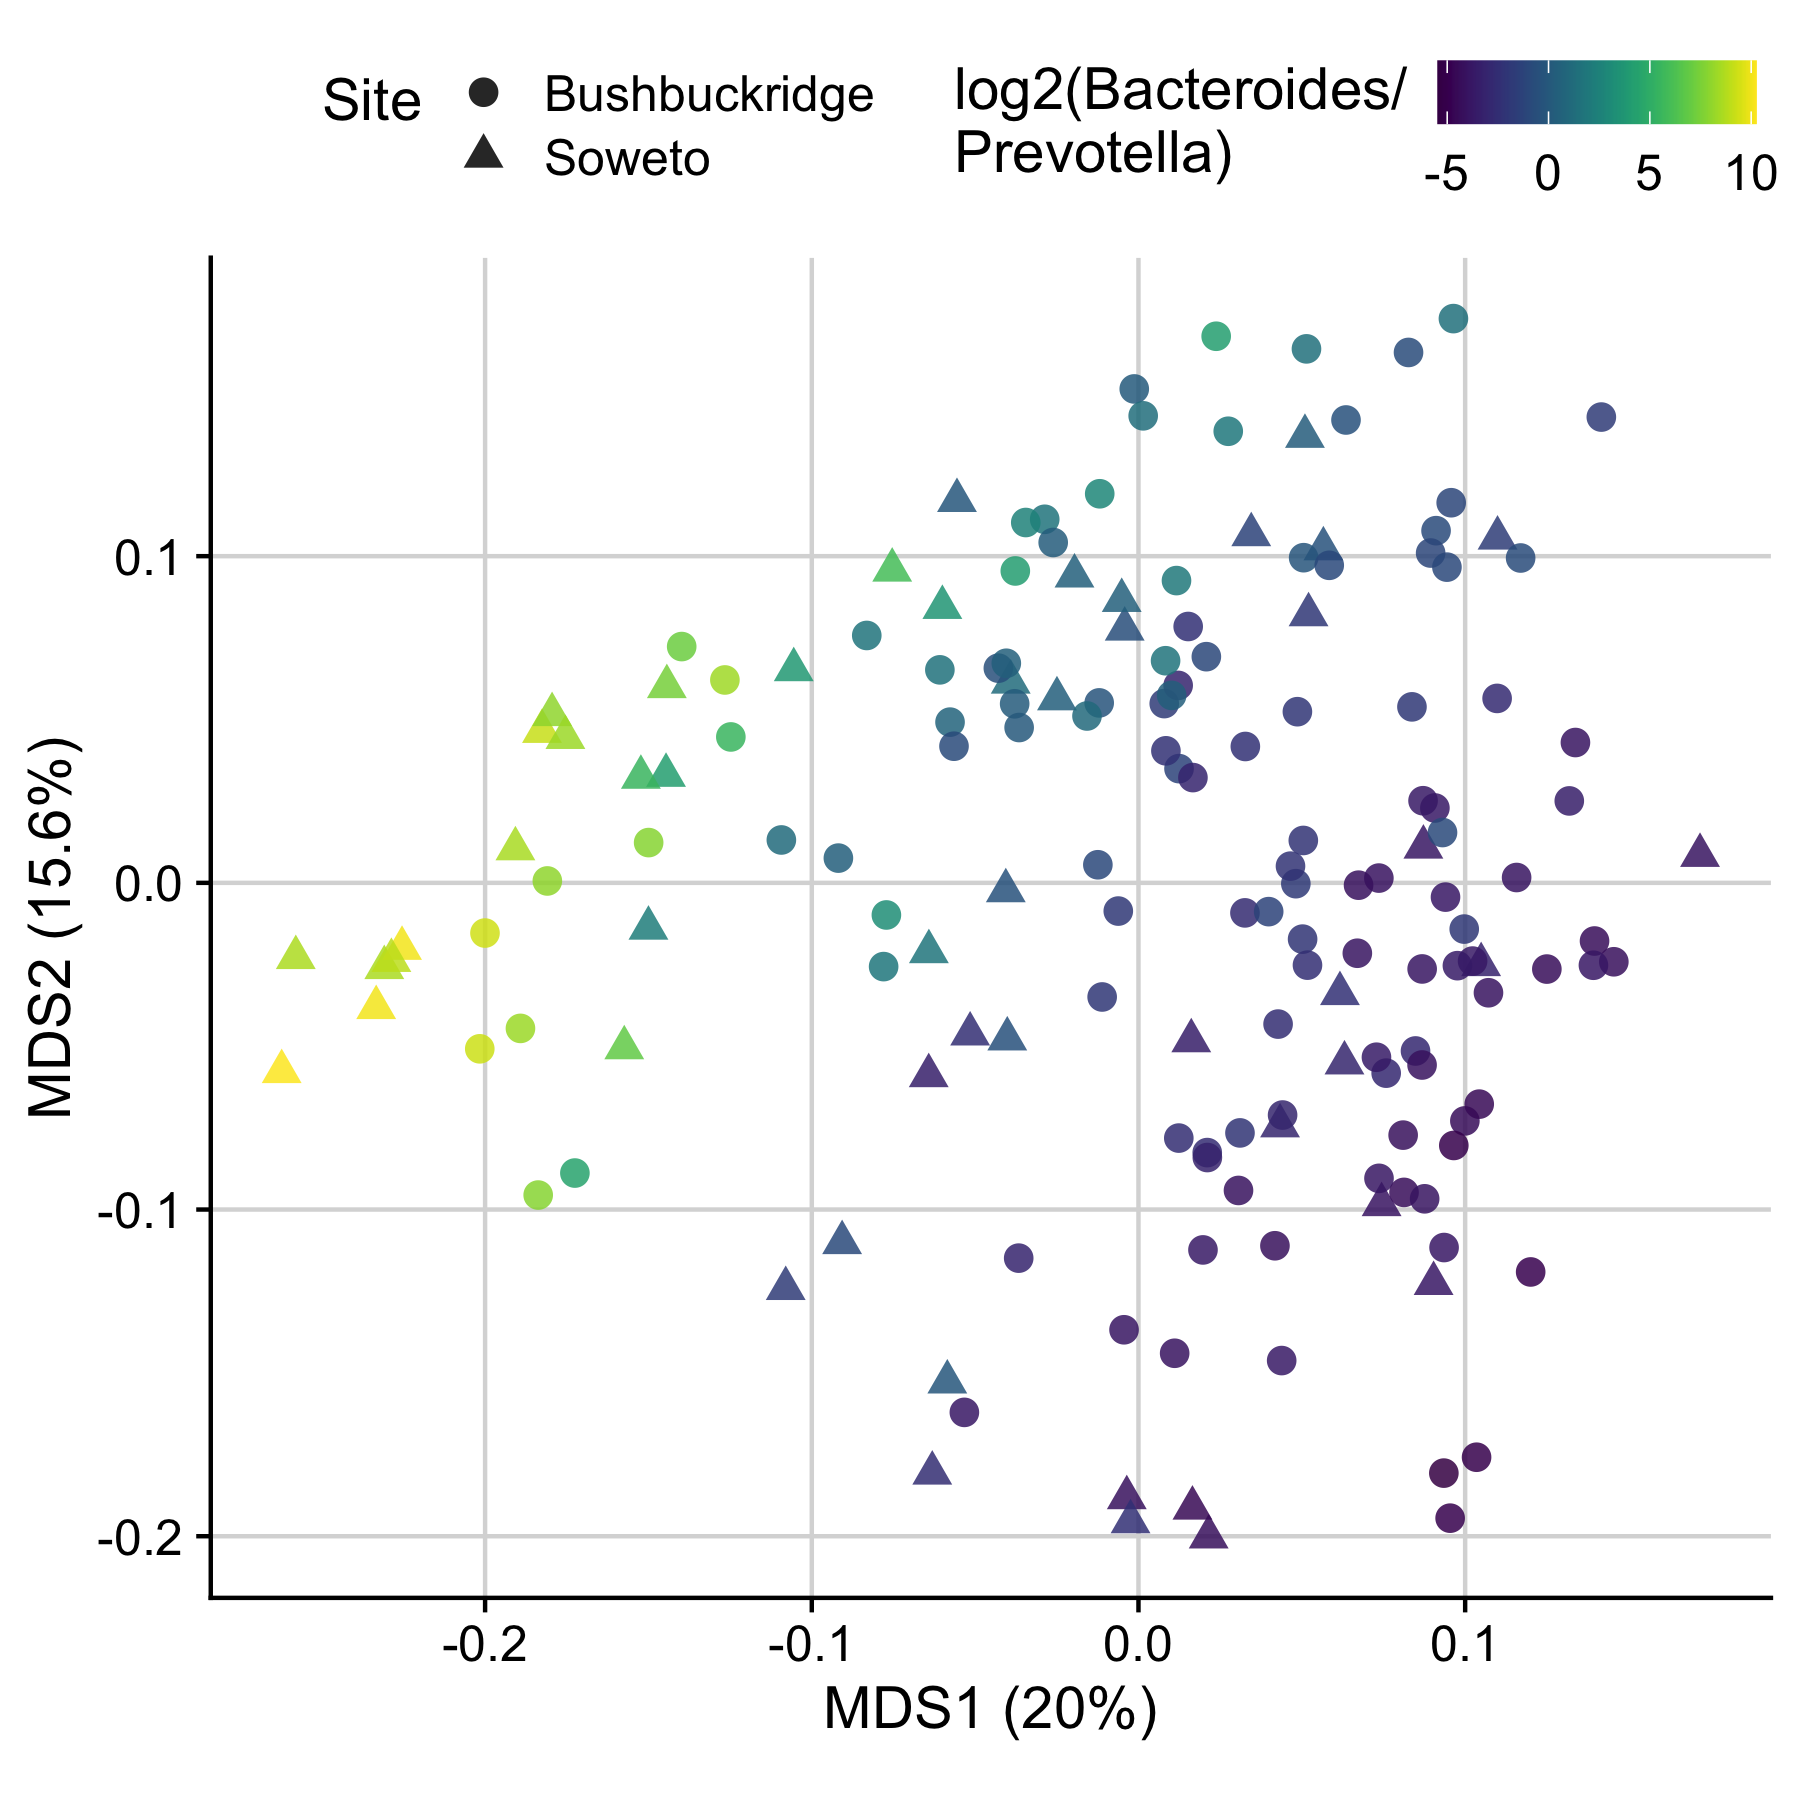 Site
Bushbuckridge
Soweto
log2(Bacteroides/
Prevotella)
-5 0 5 10
MDS2 (15.6%)
0.1
0.0
-0.1
-0.2
-0.2 -0.1 0.0 0.1
MDS1 (20%)